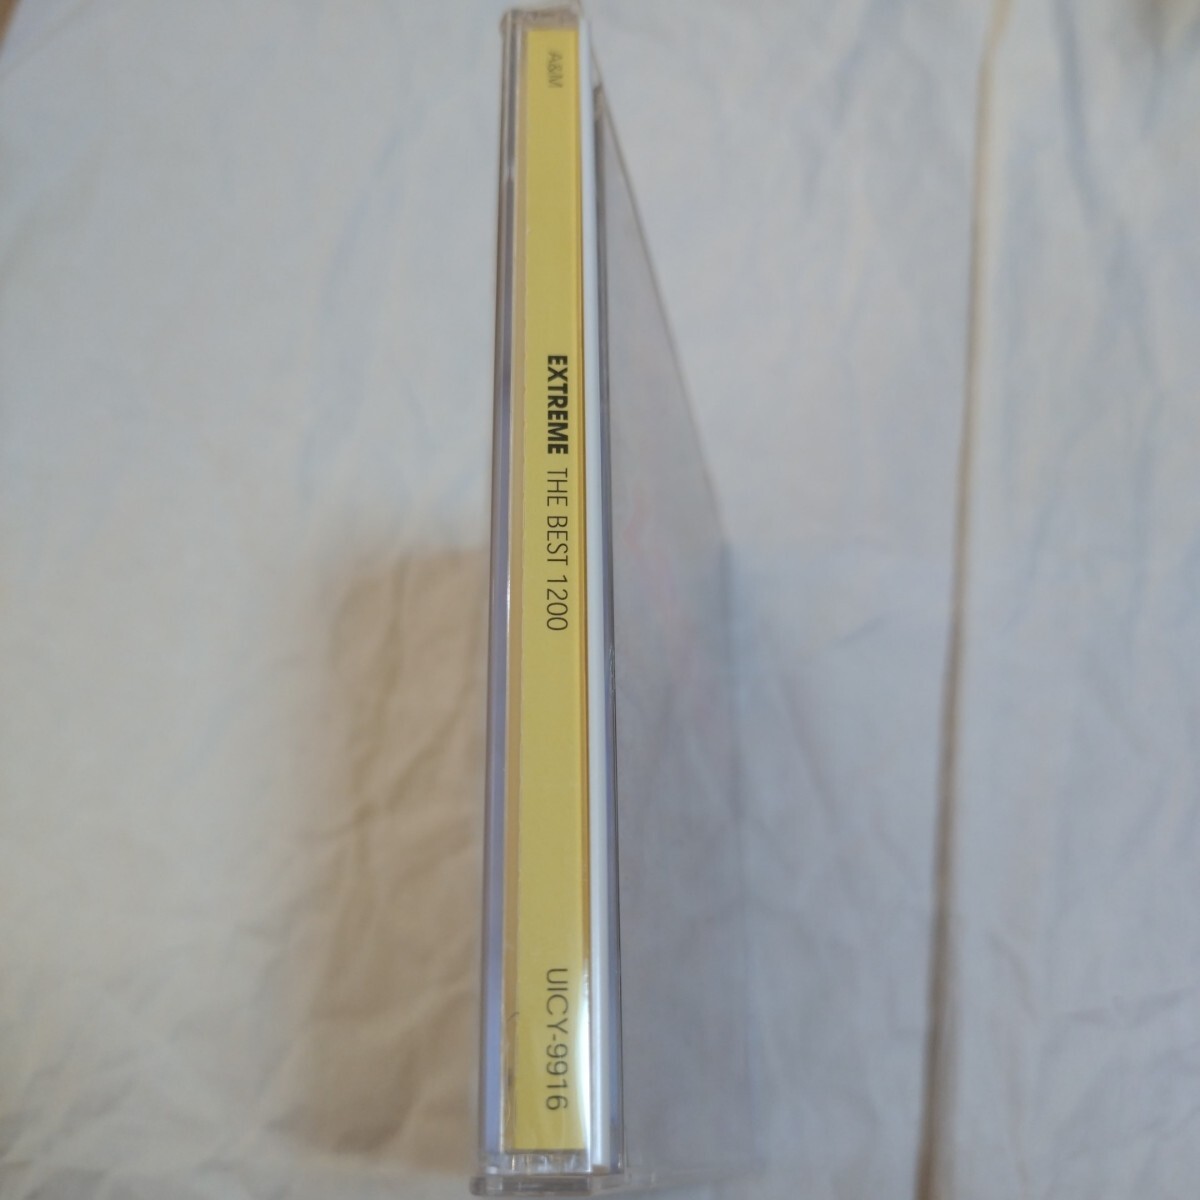 A&M
EXTREME THE BEST 1200
UICY-9916